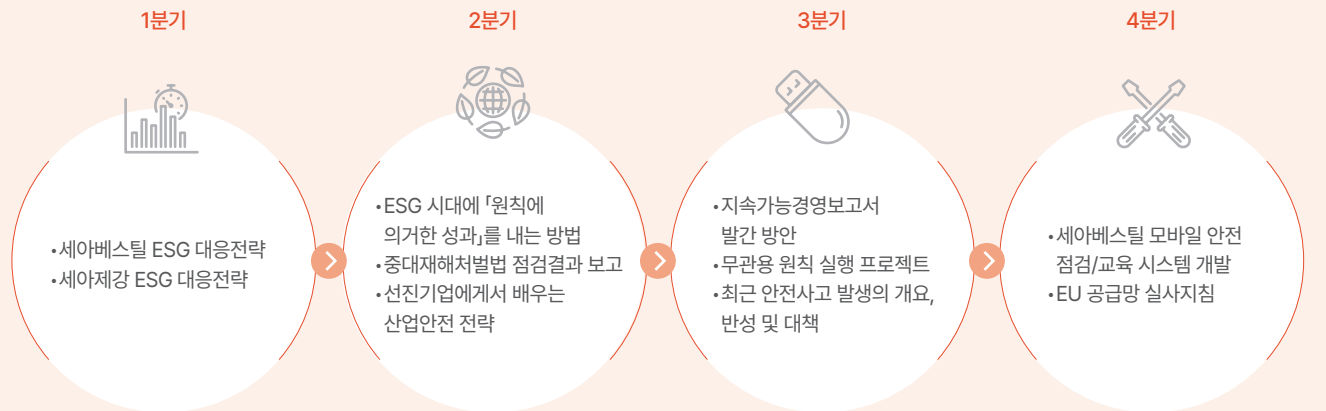 1분기
•세아베스틸 ESG 대응전략
•세아제강 ESG 대응전략
2분기
•ESG 시대에 「원칙에
의거한 성과」를 내는 방법
•중대재해처벌법 점검결과 보고
•선진기업에게서 배우는
산업안전 전략
3분기
•지속가능경영보고서
발간 방안
•무관용 원칙 실행 프로젝트
•최근 안전사고 발생의 개요,
반성 및 대책
4분기
•세아베스틸 모바일 안전
점검/교육 시스템 개발
•EU 공급망 실사지침